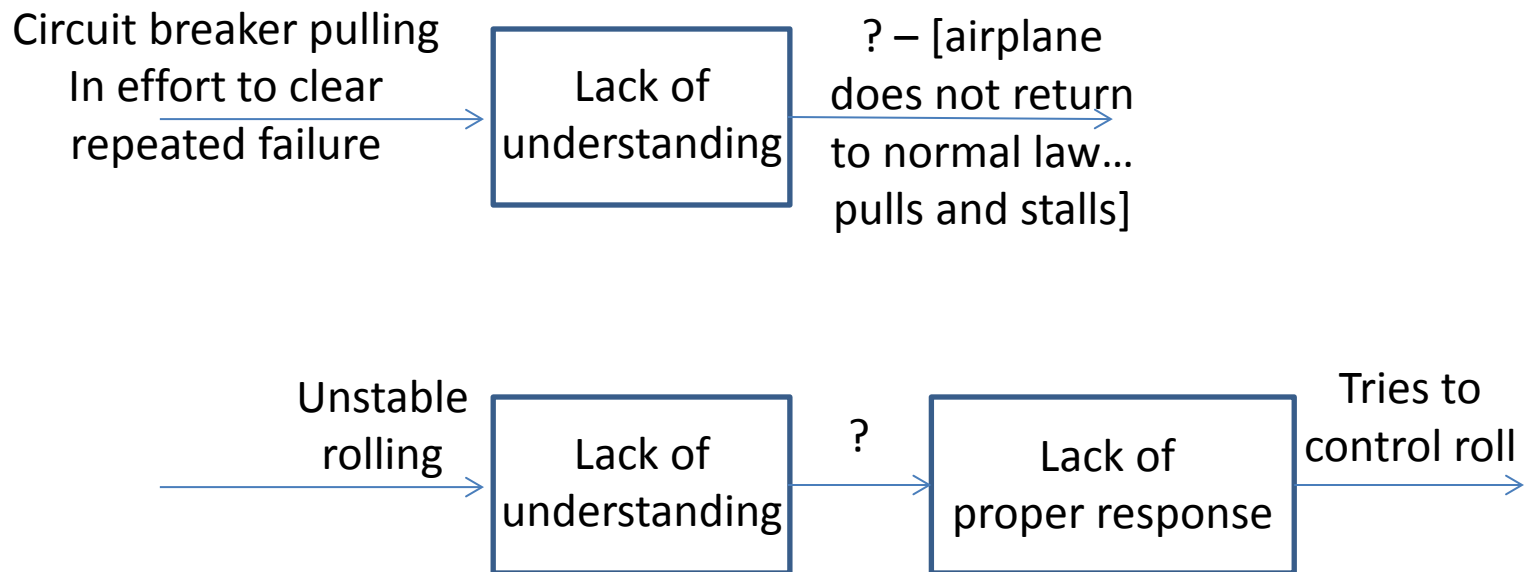 Circuit breaker pulling
In effort to clear
repeated failure
Lack of
understanding
? – [airplane
does not return
to normal law…
pulls and stalls]
Unstable
rolling
Lack of
understanding
?
Lack of
proper response
Tries to
control roll